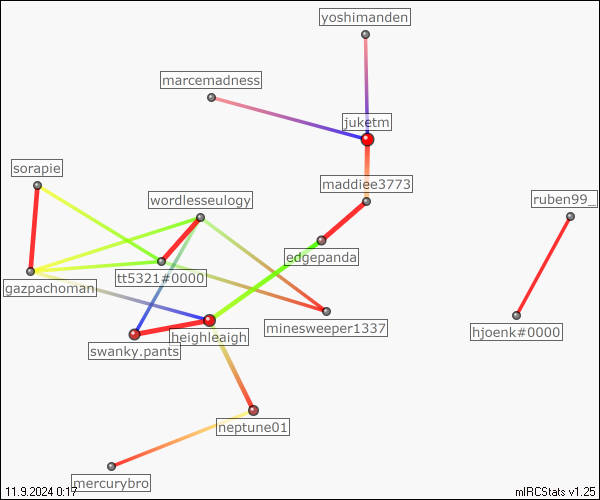 yoshimanden
marcemadness
juketm
sorapie
maddiee3773
wordlesseulogy
ruben99_
edgepanda
tt5321#0000
gazpachoman
minesweeper1337
heighleaigh
hjoenk#0000
swanky.pants
neptune01
mercurybro
11.9.2024 0:17
mIRCStats v1.25